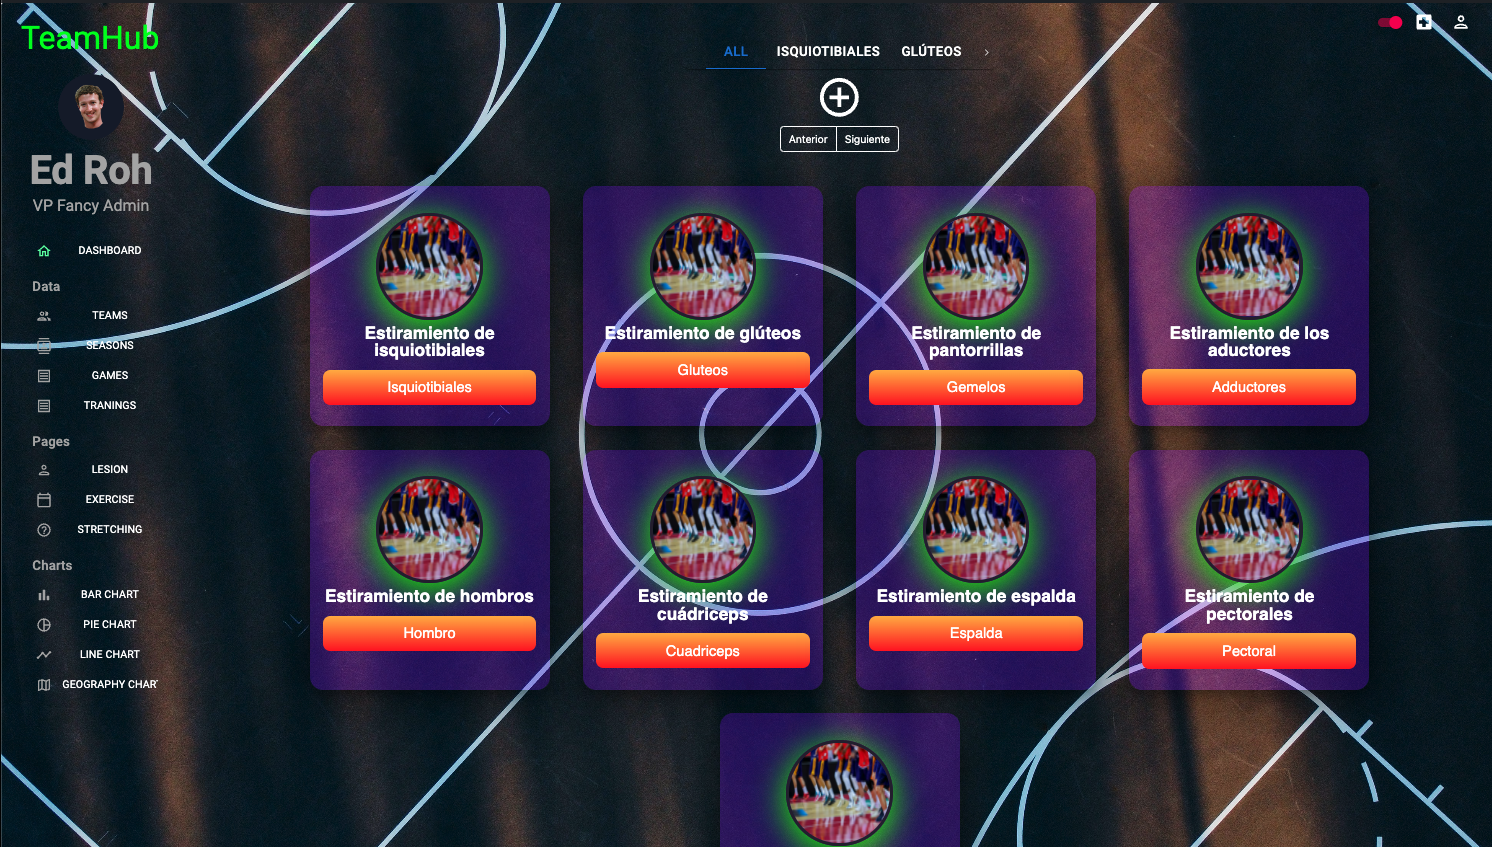 TeamHub
ALL
ISQUIOTIBIALES
GLÚTEOS
Anterior
Siguiente
Ed Roh
VP Fancy Admin
DASHBOARD
Data
TEAMS
SEASONS
GAMES
TRANINGS
Pages
LESION
EXERCISE
STRETCHING
Charts
BAR CHART
PIE CHART
LINE CHART
GEOGRAPHY CHAR
Estiramiento de
isquiotibiales
Isquiotibiales
Estiramiento de glúteos
Gluteos
Estiramiento de
pantorrillas
Gemelos
Estiramiento de los
aductores
Adductores
Estiramiento de hombros
Hombro
Estiramiento de
cuádriceps
Cuadriceps
Estiramiento de espalda
Espalda
Estiramiento de
pectorales
Pectoral